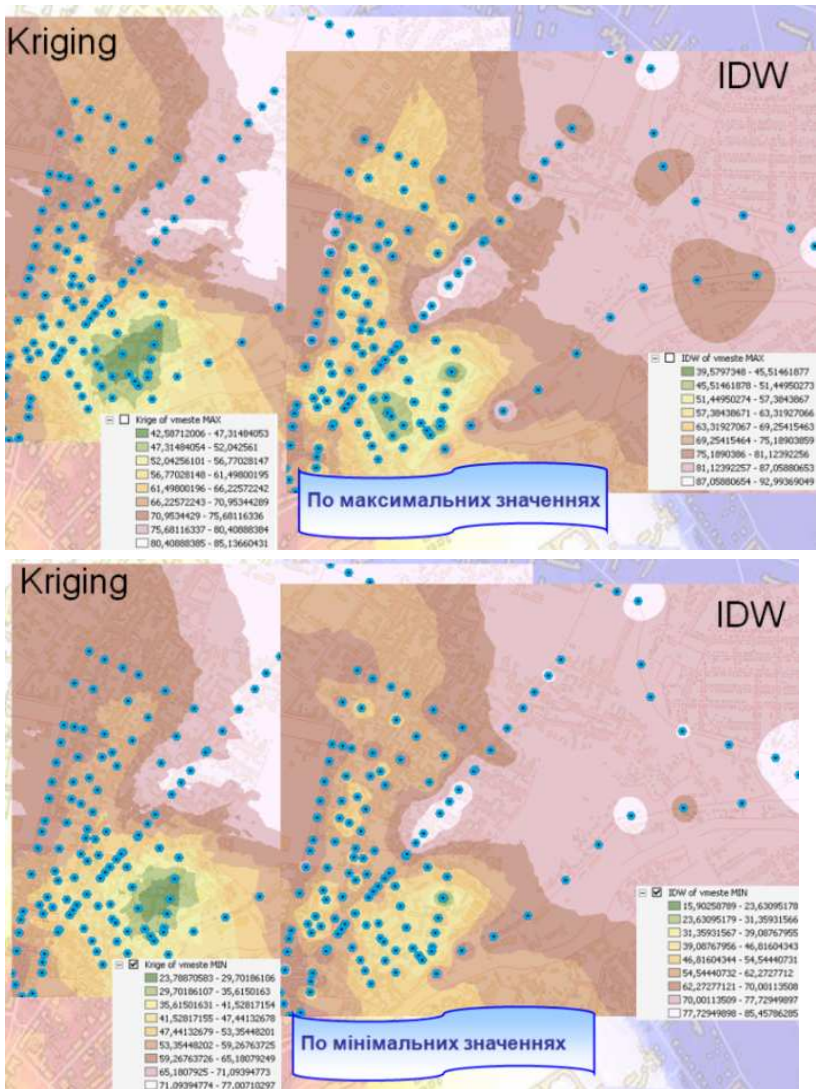 Kriging
IDW
Krige of vmeste MAX
42,58712006 - 47,31484053
47,31484054 - 52,042561
52,04256101 - 56,77028147
56,77028148 - 61,49800195
61,49800196 - 66,22572242
66,22572243 - 70,95344289
70,9534429 - 75,68116336
75,68116337 - 80,40888384
80,40888385 - 85,13660431
IDW of vmeste MAX
39,5797348 - 45,51461877
45,51461878 - 51,44950273
51,44950274 - 57,3843867
57,38438671 - 63,31927066
63,31927067 - 69,25415463
69,25415464 - 75,18903859
75,1890386 - 81,12392256
81,12392257 - 87,05880653
87,05880654 - 92,99369049
По максимальних значеннях
Kriging
IDW
Krige of vmeste MIN
23,78870583 - 29,70186106
29,70186107 - 35,6150163
35,61501631 - 41,52817154
41,52817155 - 47,44132678
47,44132679 - 53,35448201
53,35448202 - 59,26763725
59,26763726 - 65,18079249
65,1807925 - 71,09394773
71,09394774 - 77,00710297
IDW of vmeste MIN
15,90258789 - 23,63095178
23,63095179 - 31,35931566
31,35931567 - 39,08767955
39,08767956 - 46,81604343
46,81604344 - 54,54440731
54,54440732 - 62,2727712
62,27277121 - 70,00113508
70,00113509 - 77,72949897
77,72949898 - 85,45786285
По мінімальних значеннях